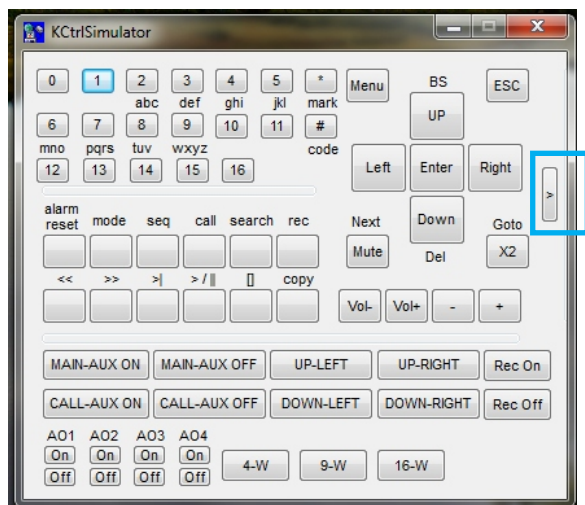 KCtrlSimulator
0 1 2 3 4 5 * Menu BS ESC
abc def ghi jkl mark
UP
6 7 8 9 10 11 #
mno pqrs tuv wxyz code
12 13 14 15 16 Left Enter Right >
alarm
reset mode seq call search rec Next Down Goto
Mute Del X2
<< >> >| > / || [] copy
Vol- Vol+ - +
MAIN-AUX ON MAIN-AUX OFF UP-LEFT UP-RIGHT Rec On
CALL-AUX ON CALL-AUX OFF DOWN-LEFT DOWN-RIGHT Rec Off
AO1 AO2 AO3 AO4
On On On On
4-W 9-W 16-W
Off Off Off Off